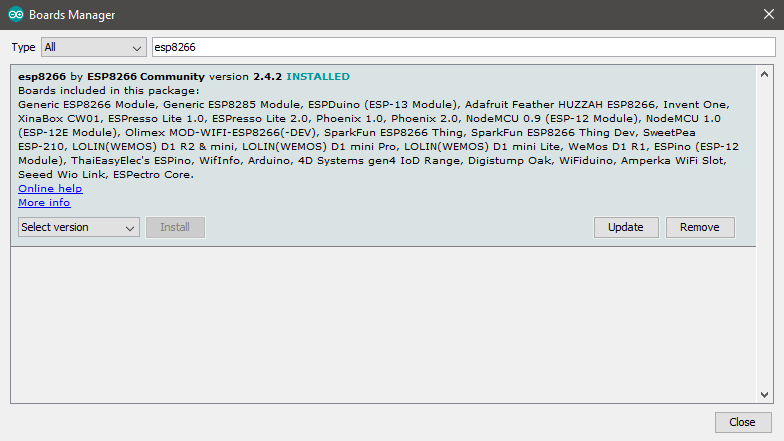 Boards Manager
Type All esp8266
esp8266 by ESP8266 Community version 2.4.2 INSTALLED
Boards included in this package:
Generic ESP8266 Module, Generic ESP8285 Module, ESPDuino (ESP-13 Module), Adafruit Feather HUZZAH ESP8266, Invent One,
XinaBox CW01, ESPresso Lite 1.0, ESPresso Lite 2.0, Phoenix 1.0, Phoenix 2.0, NodeMCU 0.9 (ESP-12 Module), NodeMCU 1.0
(ESP-12E Module), Olimex MOD-WIFI-ESP8266(-DEV), SparkFun ESP8266 Thing, SparkFun ESP8266 Thing Dev, SweetPea
ESP-210, LOLIN(WEMOS) D1 R2 & mini, LOLIN(WEMOS) D1 mini Pro, LOLIN(WEMOS) D1 mini Lite, WeMos D1 R1, ESPino (ESP-12
Module), ThaiEasyElec's ESPino, WifInfo, Arduino, 4D Systems gen4 IoD Range, Digistump Oak, WiFiduino, Amperka WiFi Slot,
Seeed Wio Link, ESPectro Core.
Online help
More info
Select version Install Update Remove
Close